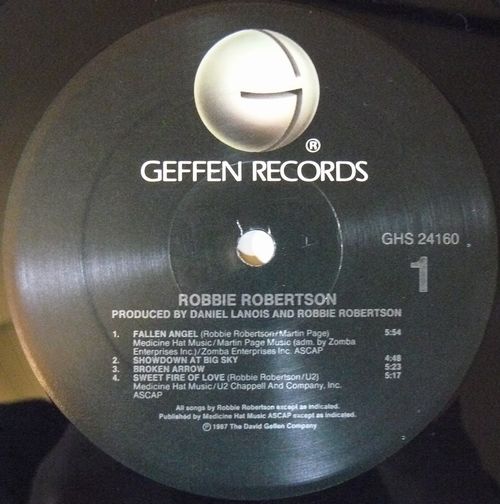 ®
GEFFEN RECORDS
GHS 24160
1
ROBBIE ROBERTSON
PRODUCED BY DANIEL LANOIS AND ROBBIE ROBERTSON
1. FALLEN ANGEL (Robbie Robertson/Martin Page) 5:54
Medicine Hat Music/Martin Page Music (adm. by Zomba
Enterprises Inc.)/Zomba Enterprises Inc. ASCAP
2. SHOWDOWN AT BIG SKY 4:48
3. BROKEN ARROW 5:23
4. SWEET FIRE OF LOVE (Robbie Robertson/U2) 5:17
Medicine Hat Music/U2 Chappell And Company, Inc.
ASCAP
All songs by Robbie Robertson except as indicated.
Published by Medicine Hat Music ASCAP except as indicated.
℗ 1987 The David Geffen Company